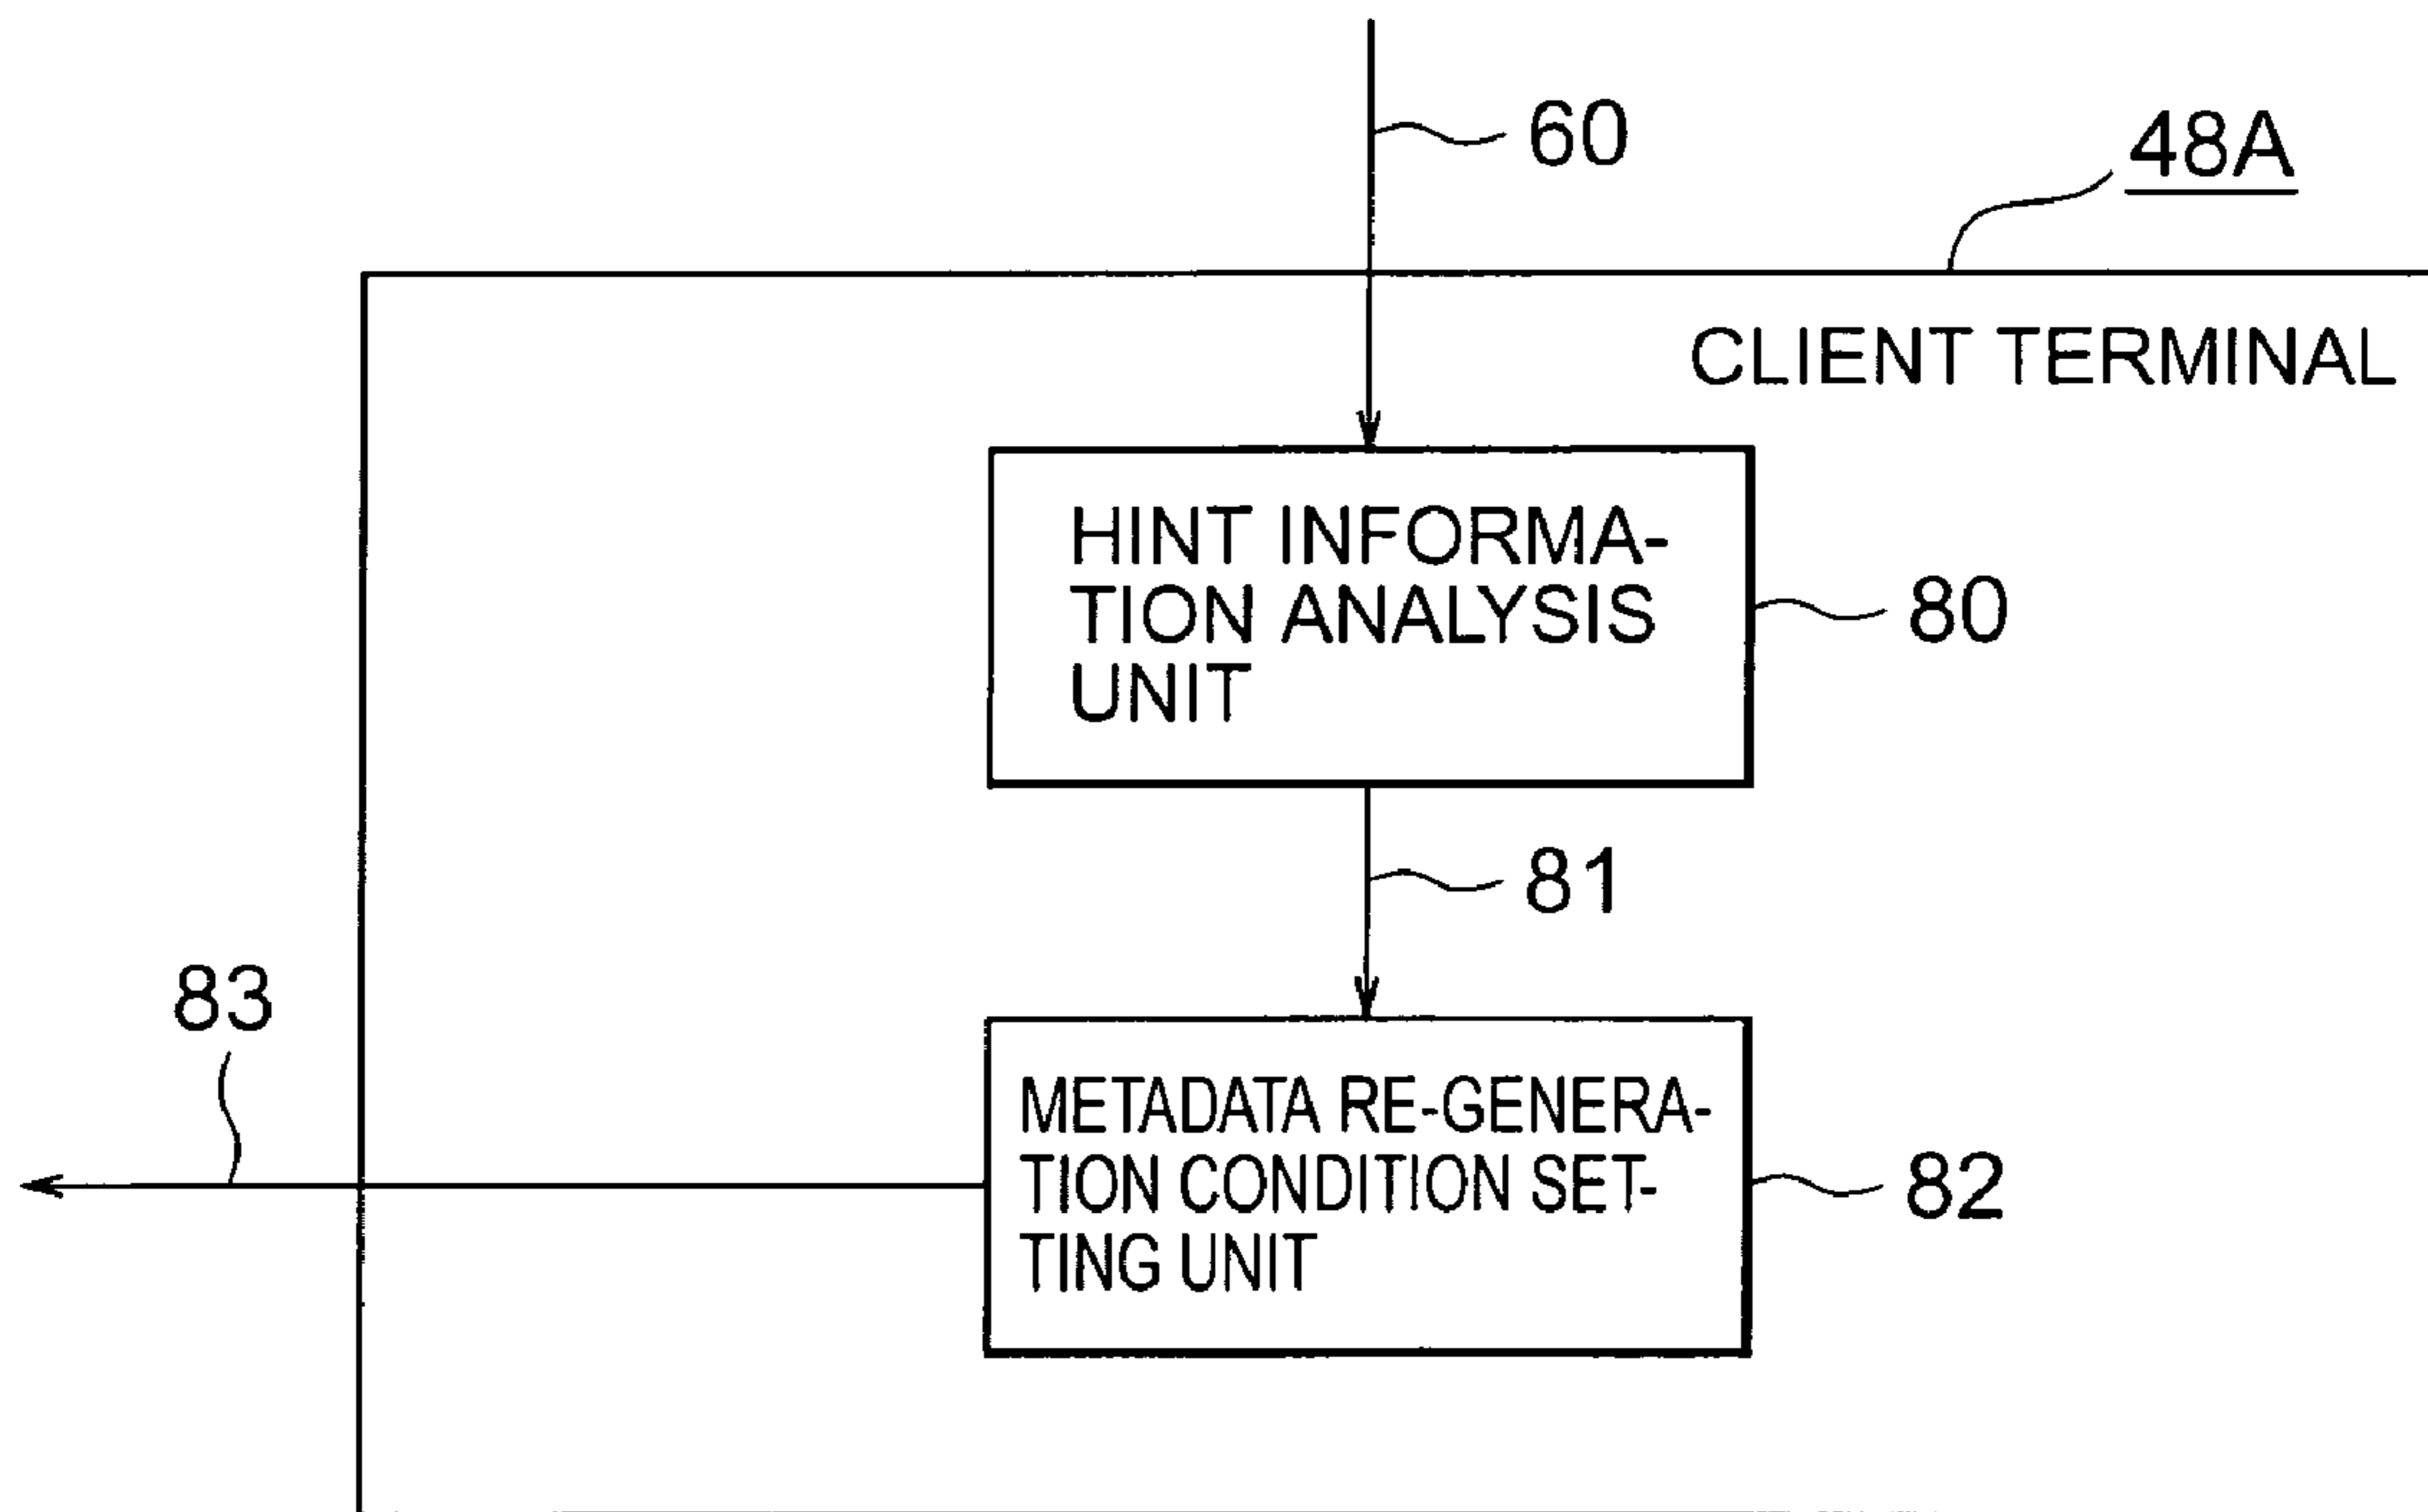 60
48A
CLIENT TERMINAL
HINT INFORMA-
TION ANALYSIS
UNIT
80
81
83
METADATA RE-GENERA-
TION CONDITION SET-
TING UNIT
82